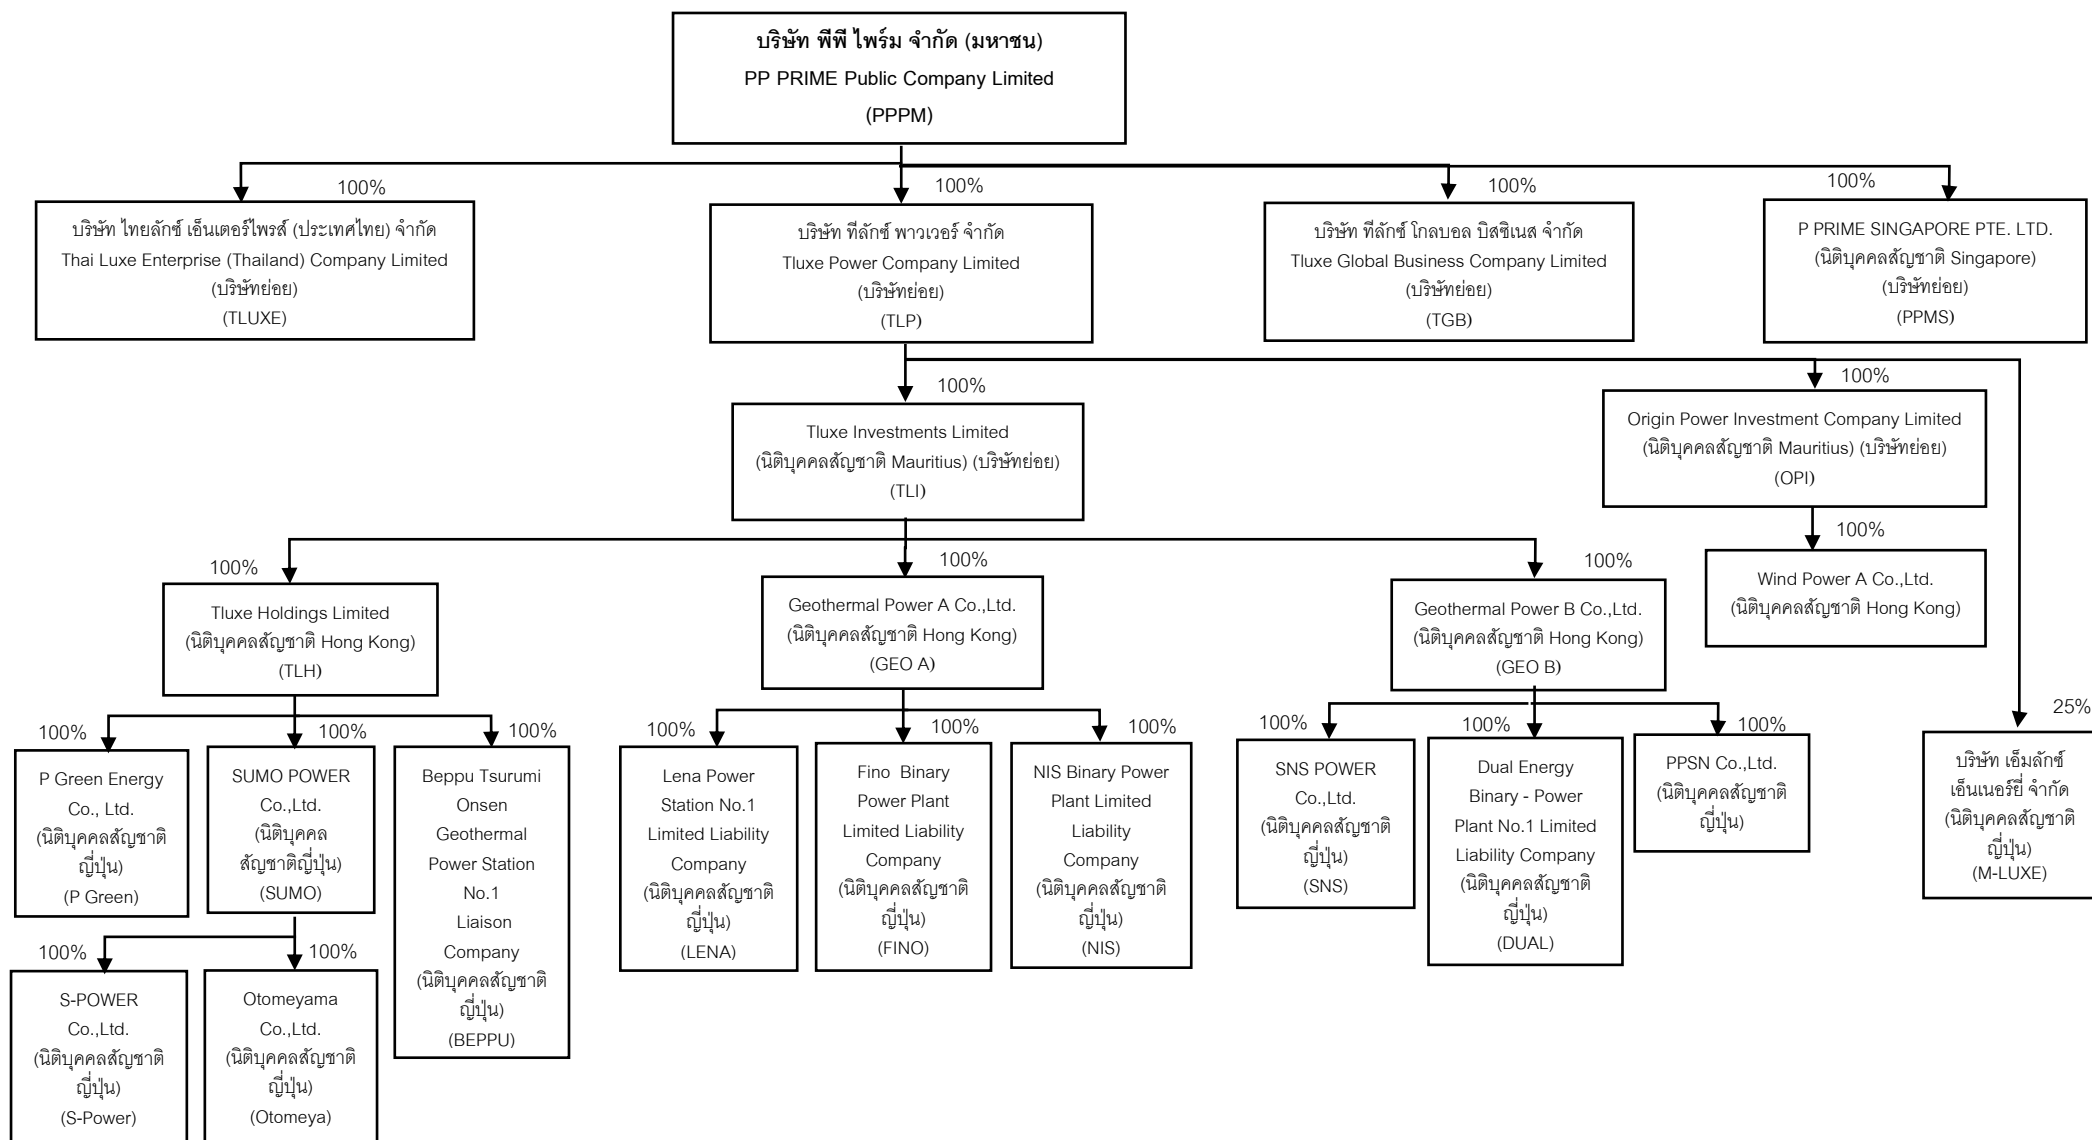 บริษัท พีพี ไพร์ม จำกัด (มหาชน)
PP PRIME Public Company Limited
(PPPM)
100%
100%
100%
100%
บริษัท ไทยลักซ์ เอ็นเตอร์ไพรส์ (ประเทศไทย) จำกัด
Thai Luxe Enterprise (Thailand) Company Limited
(บริษัทย่อย)
(TLUXE)
บริษัท ทีลักซ์ พาวเวอร์ จำกัด
Tluxe Power Company Limited
(บริษัทย่อย)
(TLP)
บริษัท ทีลักซ์ โกลบอล บิสซิเนส จำกัด
Tluxe Global Business Company Limited
(บริษัทย่อย)
(TGB)
P PRIME SINGAPORE PTE. LTD.
(นิติบุคคลสัญชาติ Singapore)
(บริษัทย่อย)
(PPMS)
100%
100%
Tluxe Investments Limited
(นิติบุคคลสัญชาติ Mauritius) (บริษัทย่อย)
(TLI)
Origin Power Investment Company Limited
(นิติบุคคลสัญชาติ Mauritius) (บริษัทย่อย)
(OPI)
100%
100%
100%
100%
Tluxe Holdings Limited
(นิติบุคคลสัญชาติ Hong Kong)
(TLH)
Geothermal Power A Co.,Ltd.
(นิติบุคคลสัญชาติ Hong Kong)
(GEO A)
Geothermal Power B Co.,Ltd.
(นิติบุคคลสัญชาติ Hong Kong)
(GEO B)
Wind Power A Co.,Ltd.
(นิติบุคคลสัญชาติ Hong Kong)
100%
100%
100%
100%
100%
100%
100%
100%
100%
25%
P Green Energy
Co., Ltd.
(นิติบุคคลสัญชาติ
ญี่ปุ่น)
(P Green)
SUMO POWER
Co.,Ltd.
(นิติบุคคล
สัญชาติญี่ปุ่น)
(SUMO)
Beppu Tsurumi
Onsen
Geothermal
Power Station
No.1
Liaison
Company
(นิติบุคคลสัญชาติ
ญี่ปุ่น)
(BEPPU)
Lena Power
Station No.1
Limited Liability
Company
(นิติบุคคลสัญชาติ
ญี่ปุ่น)
(LENA)
Fino Binary
Power Plant
Limited Liability
Company
(นิติบุคคลสัญชาติ
ญี่ปุ่น)
(FINO)
NIS Binary Power
Plant Limited
Liability
Company
(นิติบุคคลสัญชาติ
ญี่ปุ่น)
(NIS)
SNS POWER
Co.,Ltd.
(นิติบุคคลสัญชาติ
ญี่ปุ่น)
(SNS)
Dual Energy
Binary - Power
Plant No.1 Limited
Liability Company
(นิติบุคคลสัญชาติ
ญี่ปุ่น)
(DUAL)
PPSN Co.,Ltd.
(นิติบุคคลสัญชาติ
ญี่ปุ่น)
บริษัท เอ็มลักซ์
เอ็นเนอร์ยี่ จำกัด
(นิติบุคคลสัญชาติ
ญี่ปุ่น)
(M-LUXE)
100%
100%
S-POWER
Co.,Ltd.
(นิติบุคคลสัญชาติ
ญี่ปุ่น)
(S-Power)
Otomeyama
Co.,Ltd.
(นิติบุคคลสัญชาติ
ญี่ปุ่น)
(Otomeya)